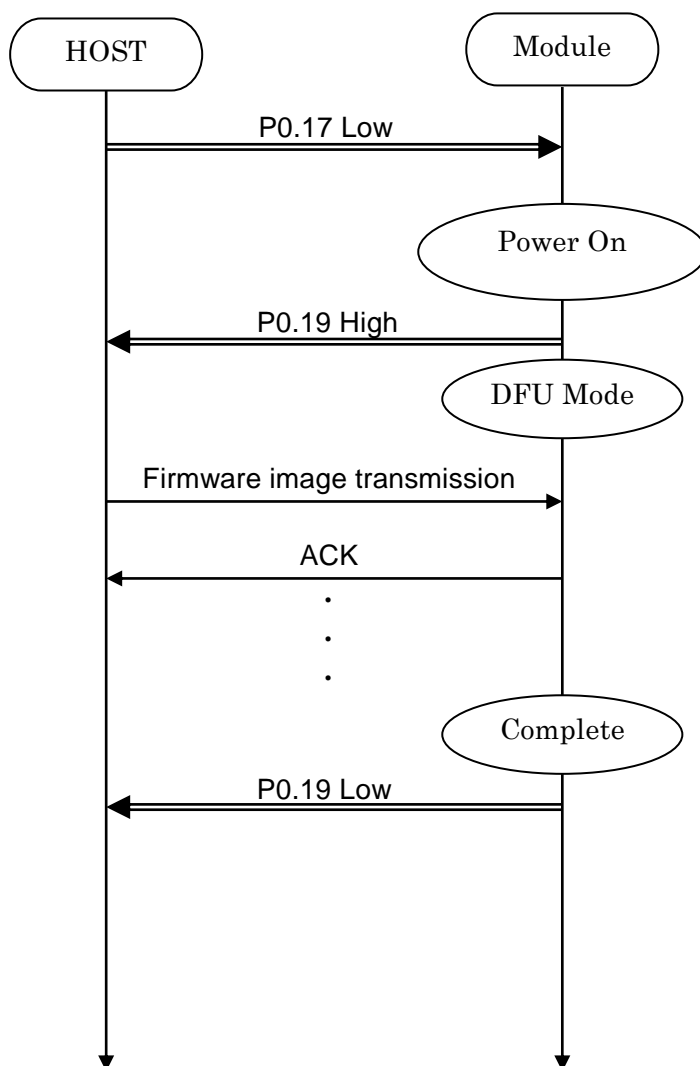 HOST
Module
P0.17 Low
Power On
P0.19 High
DFU Mode
Firmware image transmission
ACK
.
.
.
Complete
P0.19 Low